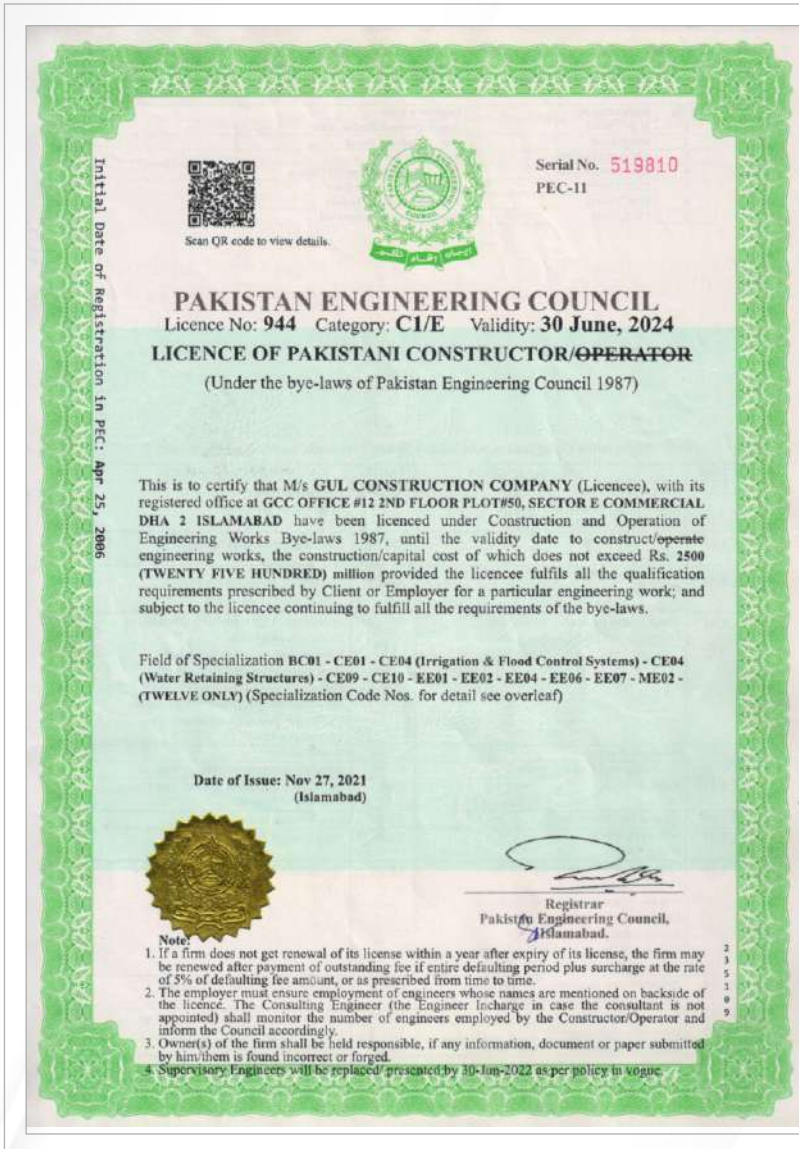 Serial No. 519810
PEC-11
Scan QR code to view details.
PAKISTAN ENGINEERING COUNCIL
Licence No: 944 Category: C1/E Validity: 30 June, 2024
LICENCE OF PAKISTANI CONSTRUCTOR/OPERATOR
(Under the bye-laws of Pakistan Engineering Council 1987)
Initial Date of Registration in PEC: Apr 25, 2006
This is to certify that M/s GUL CONSTRUCTION COMPANY (Licencee), with its
registered office at GCC OFFICE #12 2ND FLOOR PLOT#50, SECTOR E COMMERCIAL
DHA 2 ISLAMABAD have been licenced under Construction and Operation of
Engineering Works Bye-laws 1987, until the validity date to construct/operate
engineering works, the construction/capital cost of which does not exceed Rs. 2500
(TWENTY FIVE HUNDRED) million provided the licencee fulfils all the qualification
requirements prescribed by Client or Employer for a particular engineering work; and
subject to the licencee continuing to fulfill all the requirements of the bye-laws.
Field of Specialization BC01 - CE01 - CE04 (Irrigation & Flood Control Systems) - CE04
(Water Retaining Structures) - CE09 - CE10 - EE01 - EE02 - EE04 - EE06 - EE07 - ME02 -
(TWELVE ONLY) (Specialization Code Nos. for detail see overleaf)
Date of Issue: Nov 27, 2021
(Islamabad)
Registrar
Pakistan Engineering Council,
Islamabad.
Note:
1. If a firm does not get renewal of its license within a year after expiry of its license, the firm may
be renewed after payment of outstanding fee if entire defaulting period plus surcharge at the rate
of 5% of defaulting fee amount, or as prescribed from time to time.
2. The employer must ensure employment of engineers whose names are mentioned on backside of
the licence. The Consulting Engineer (the Engineer Incharge in case the consultant is not
appointed) shall monitor the number of engineers employed by the Constructor/Operator and
inform the Council accordingly.
3. Owner(s) of the firm shall be held responsible, if any information, document or paper submitted
by him/them is found incorrect or forged.
4. Supervisory Engineers will be replaced/ presented by 30-Jun-2022 as per policy in vogue.
235109